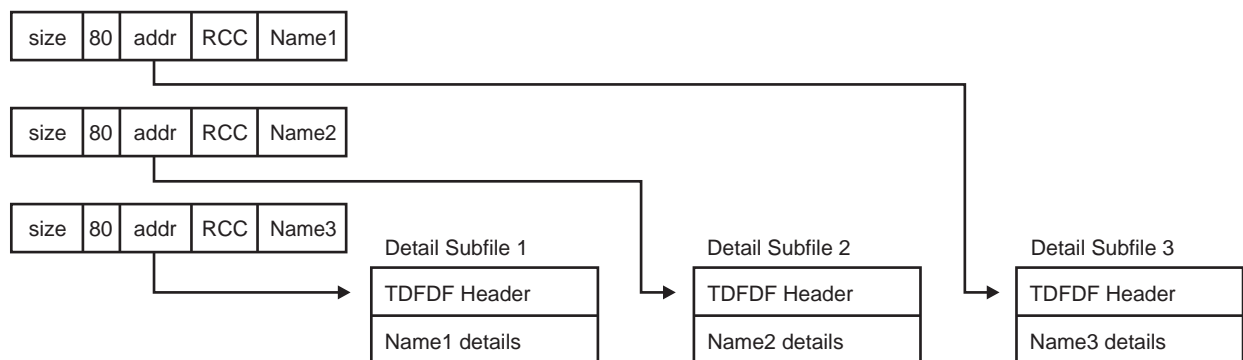 size 80 addr RCC Name1
size 80 addr RCC Name2
size 80 addr RCC Name3
Detail Subfile 1
TDFDF Header
Name1 details
Detail Subfile 2
TDFDF Header
Name2 details
Detail Subfile 3
TDFDF Header
Name3 details